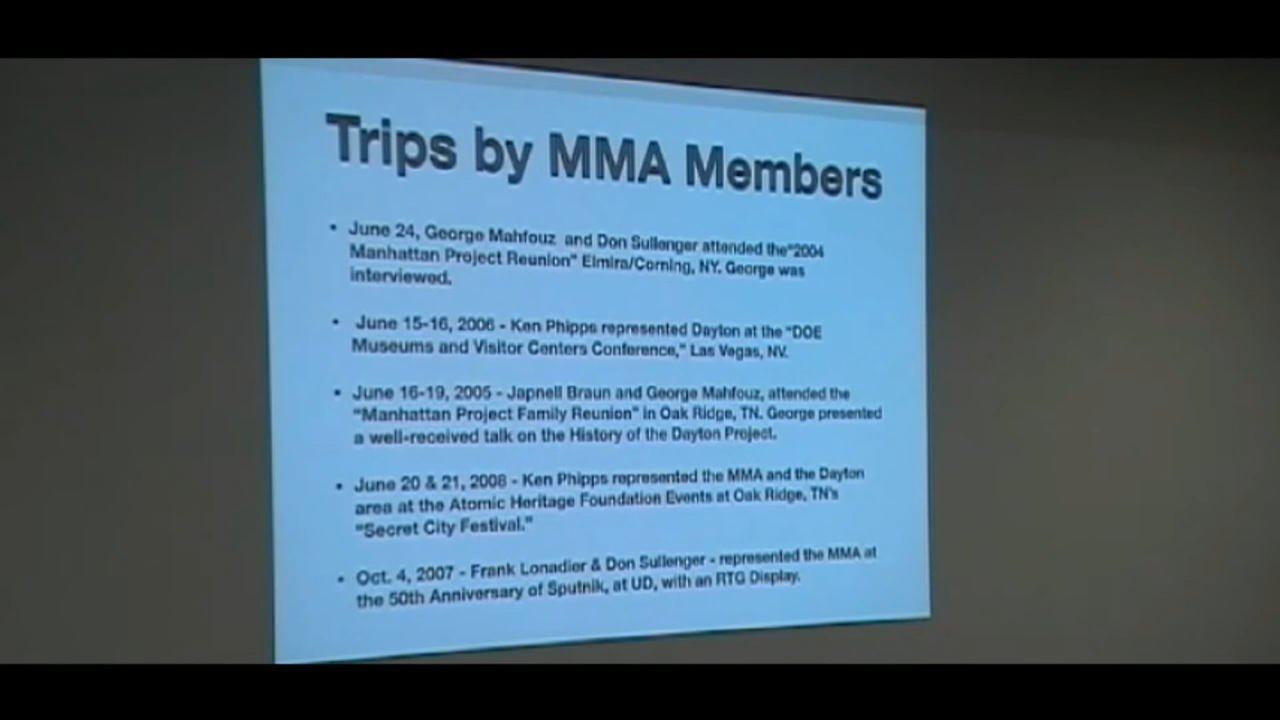 Trips by MMA Members
• June 24, George Mahfouz and Don Sullenger attended the "2004
Manhattan Project Reunion" Elmira/Corning, NY. George was
interviewed.
• June 15-16, 2006 - Ken Phipps represented Dayton at the "DOE
Museums and Visitor Centers Conference," Las Vegas, NV.
• June 16-19, 2005 - Japnell Braun and George Mahfouz, attended the
"Manhattan Project Family Reunion" in Oak Ridge, TN. George presented
a well-received talk on the History of the Dayton Project.
• June 20 & 21, 2008 - Ken Phipps represented the MMA and the Dayton
area at the Atomic Heritage Foundation Events at Oak Ridge, TN's
"Secret City Festival."
• Oct. 4, 2007 - Frank Lonadier & Don Sullenger - represented the MMA at
the 50th Anniversary of Sputnik, at UD, with an RTG Display.